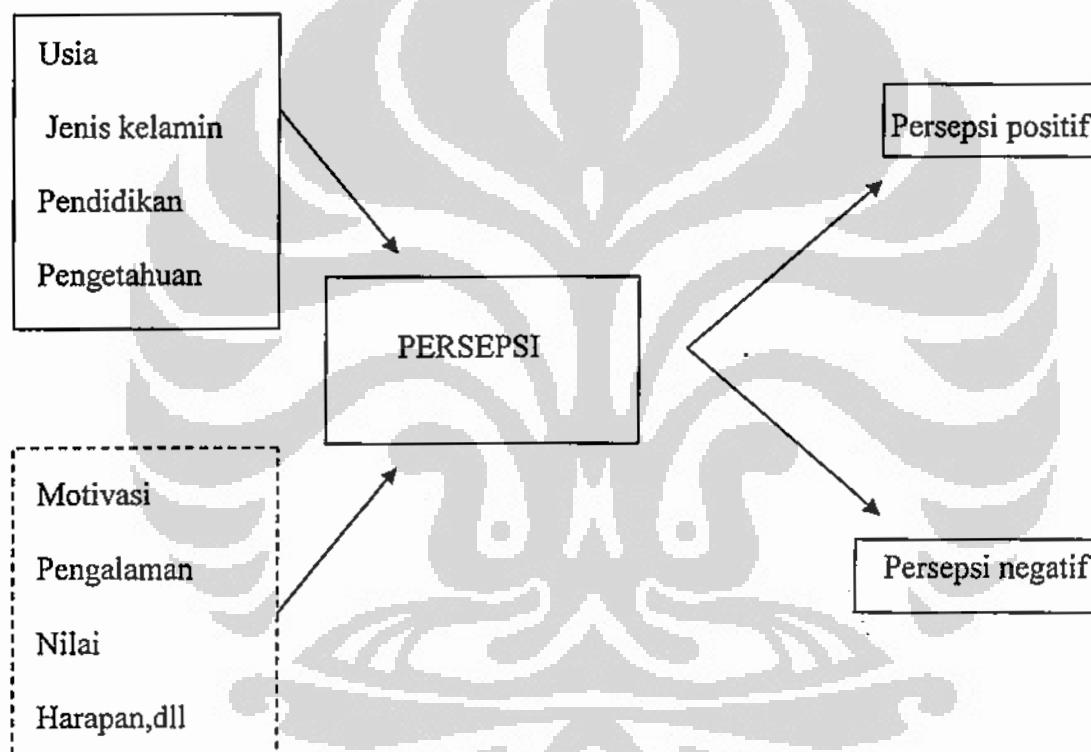 Usia
Jenis kelamin
Pendidikan
Pengetahuan
PERSEPSI
Persepsi positif
Motivasi
Pengalaman
Nilai
Harapan,dll
Persepsi negatif